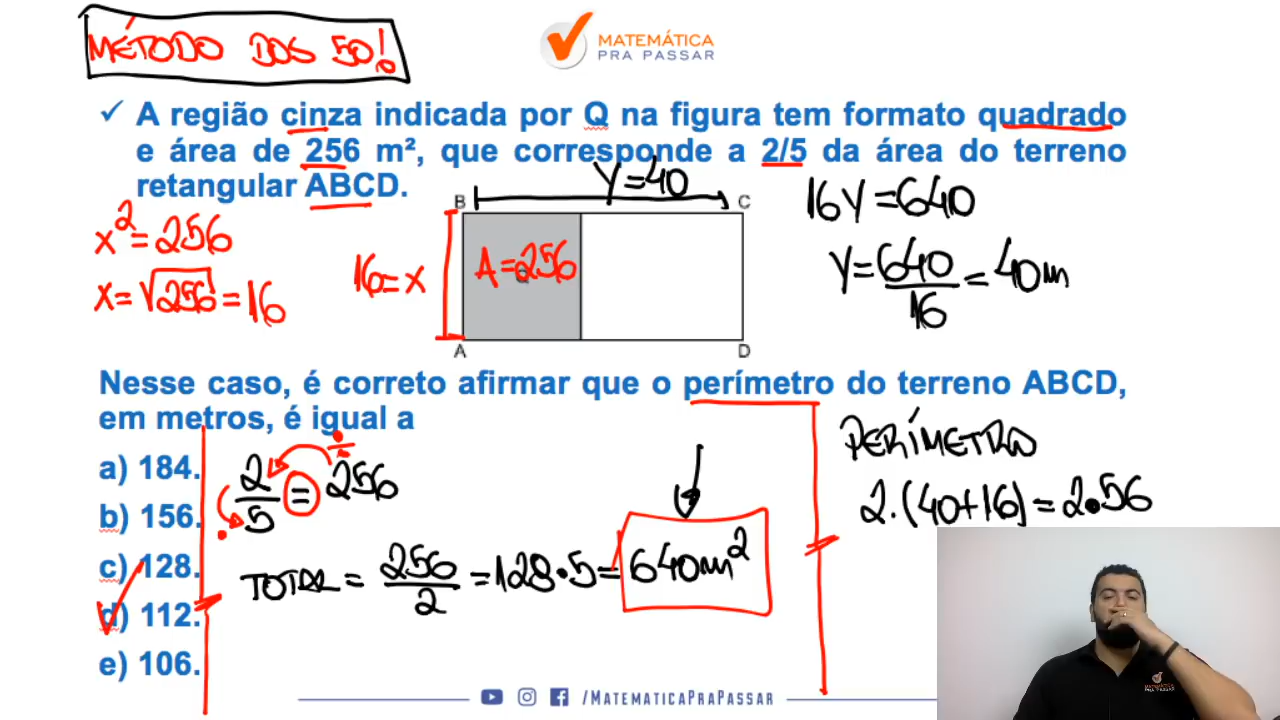 MÉTODO DOS 50!
MATEMÁTICA
PRA PASSAR
✓ A região cinza indicada por Q na figura tem formato quadrado
e área de 256 m², que corresponde a 2/5 da área do terreno
retangular ABCD.
Y=40
B
C
A=256
16=x
A
D
x²=256
x=√256=16
16Y=640
Y=640/16=40m
Nesse caso, é correto afirmar que o perímetro do terreno ABCD,
em metros, é igual a
a) 184.
b) 156.
c) 128.
d) 112.
e) 106.
2/5=256
÷
TOTAL=256/2=128•5=640m²
PERÍMETRO
2.(40+16)=2•56
/MATEMATICAPRAPASSAR
MATEMÁTICA
PRA PASSAR